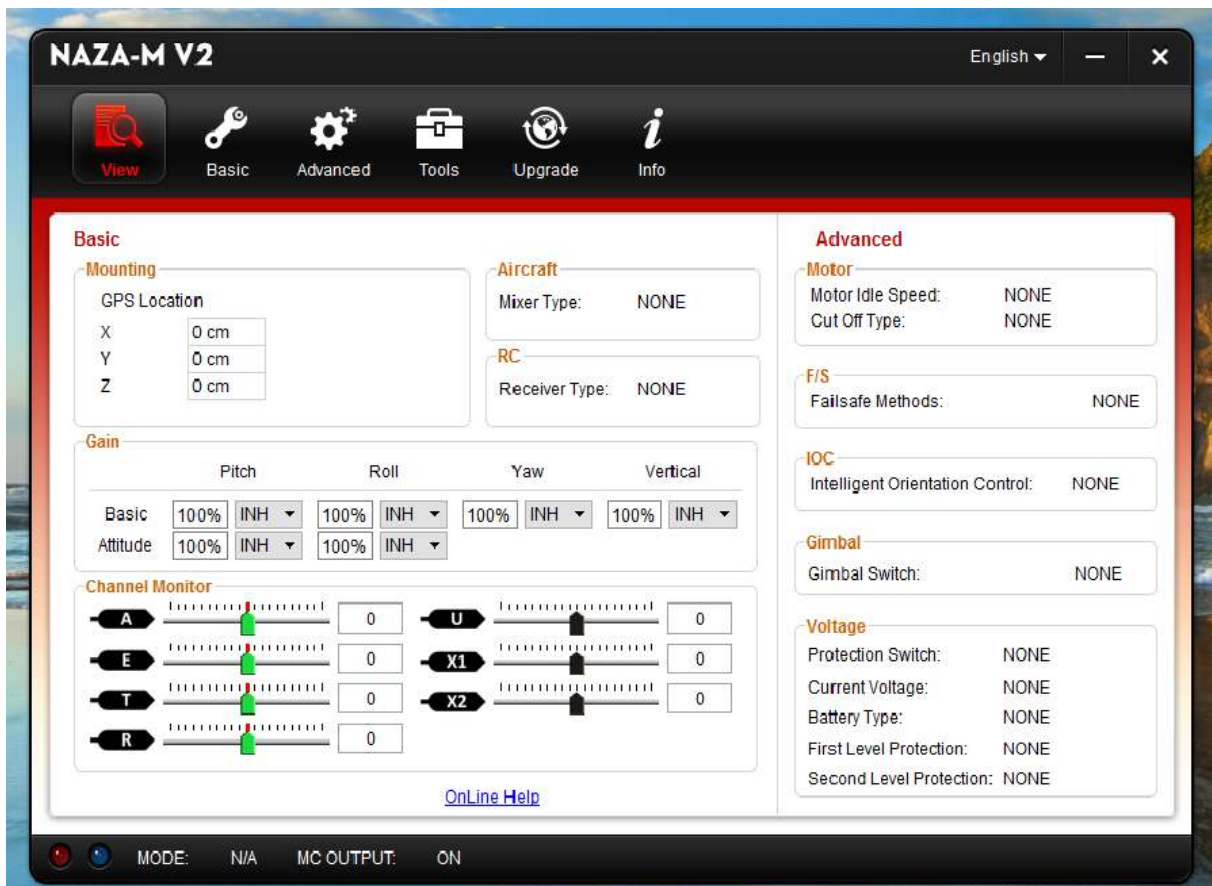 NAZA-M V2
English
View Basic Advanced Tools Upgrade Info
Basic
Mounting
GPS Location
X 0 cm
Y 0 cm
Z 0 cm
Aircraft
Mixer Type: NONE
RC
Receiver Type: NONE
Gain
Pitch Roll Yaw Vertical
Basic 100% INH 100% INH 100% INH 100% INH
Attitude 100% INH 100% INH
Channel Monitor
A 0 U 0
E 0 X1 0
T 0 X2 0
R 0
OnLine Help
Advanced
Motor
Motor Idle Speed: NONE
Cut Off Type: NONE
F/S
Failsafe Methods: NONE
IOC
Intelligent Orientation Control: NONE
Gimbal
Gimbal Switch: NONE
Voltage
Protection Switch: NONE
Current Voltage: NONE
Battery Type: NONE
First Level Protection: NONE
Second Level Protection: NONE
MODE: N/A MC OUTPUT: ON